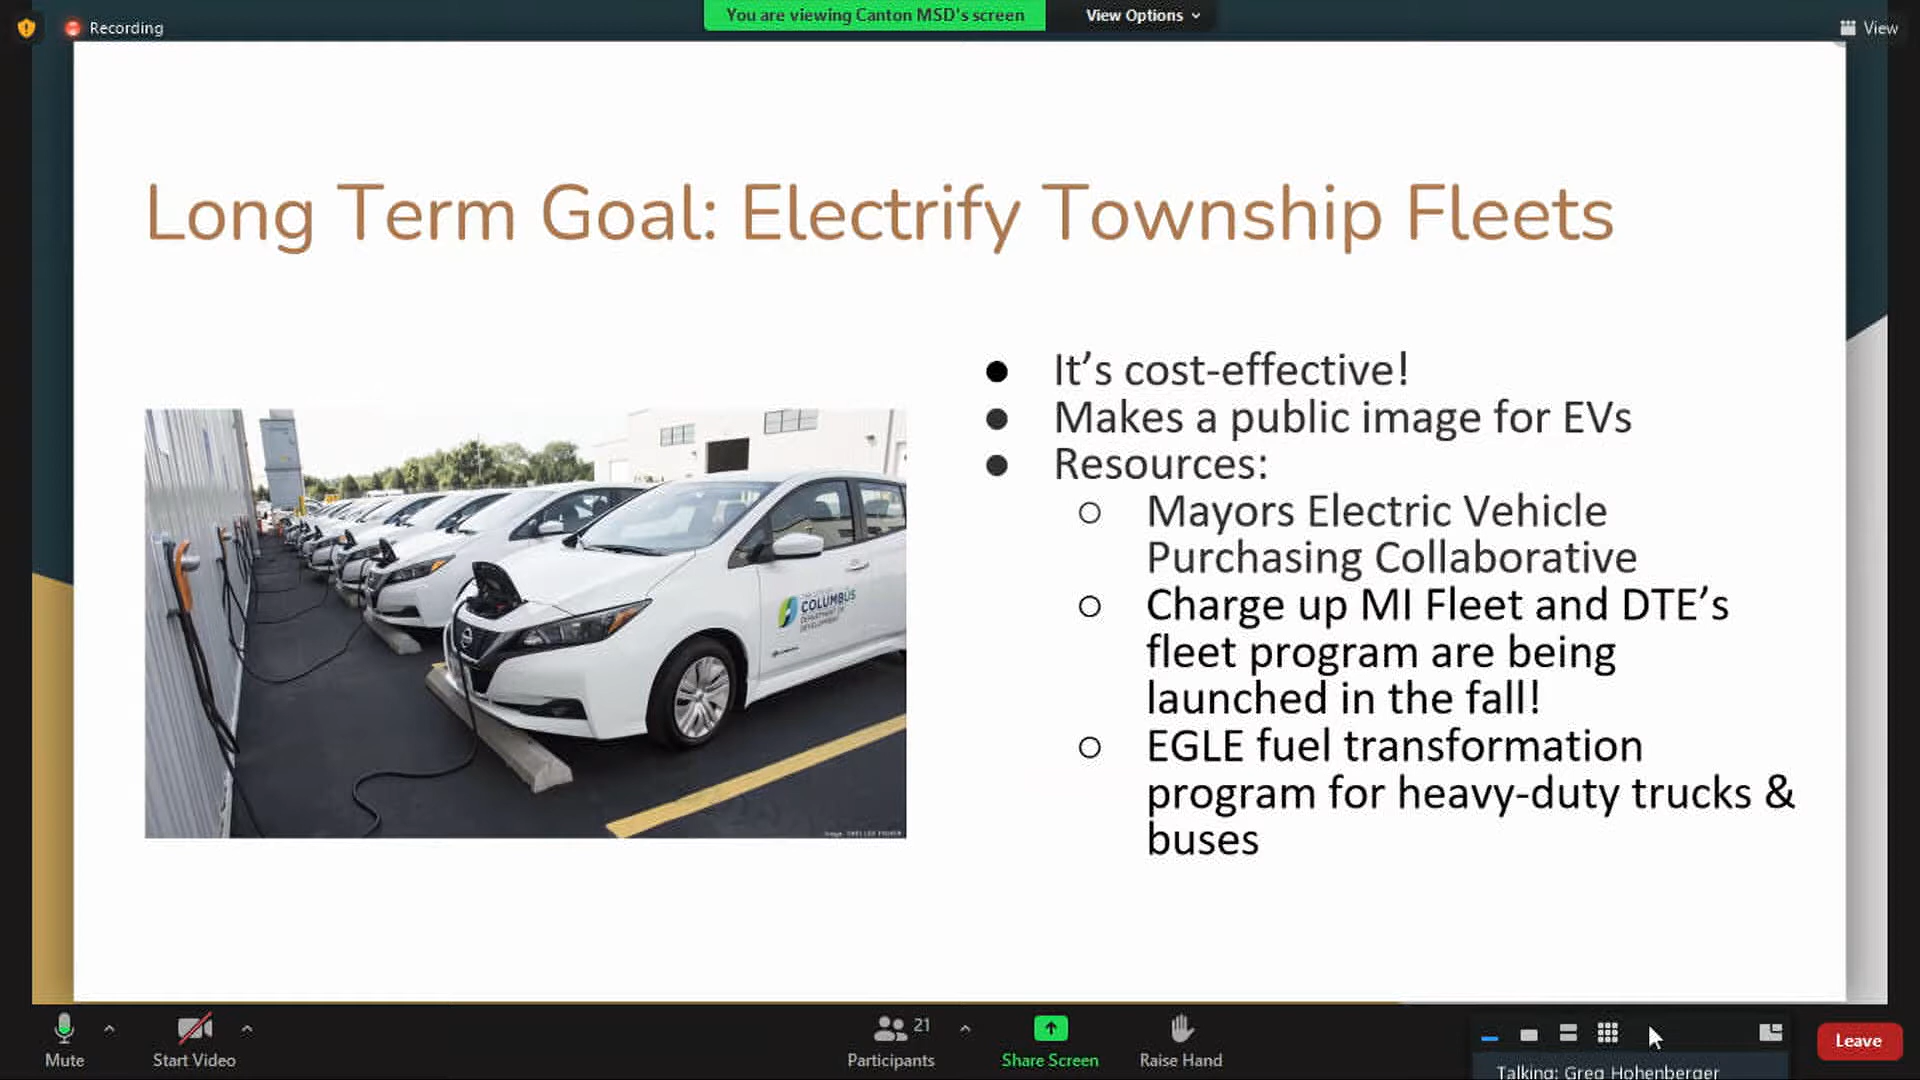 Recording
You are viewing Canton MSD's screen
View Options
View
Long Term Goal: Electrify Township Fleets
It's cost-effective!
Makes a public image for EVs
Resources:
Mayors Electric Vehicle
Purchasing Collaborative
Charge up MI Fleet and DTE's
fleet program are being
launched in the fall!
EGLE fuel transformation
program for heavy-duty trucks &
buses
COLUMBUS
DEPARTMENT OF
DEVELOPMENT
Mute
Start Video
21
Participants
Share Screen
Raise Hand
Talking: Greg Hohenberger
Leave